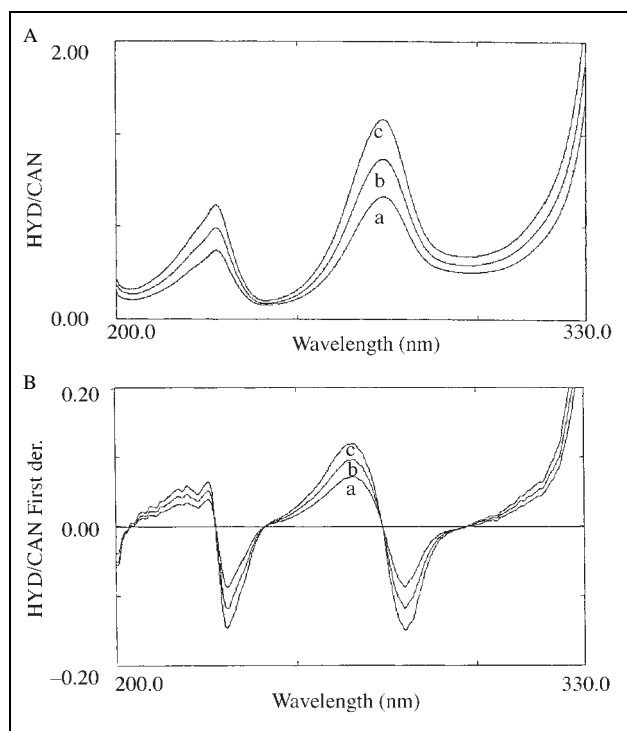 A
2.00
HYD/CAN
c
b
a
0.00
200.0
330.0
Wavelength (nm)
B
0.20
HYD/CAN First der.
c
b
a
0.00
−0.20
200.0
330.0
Wavelength (nm)